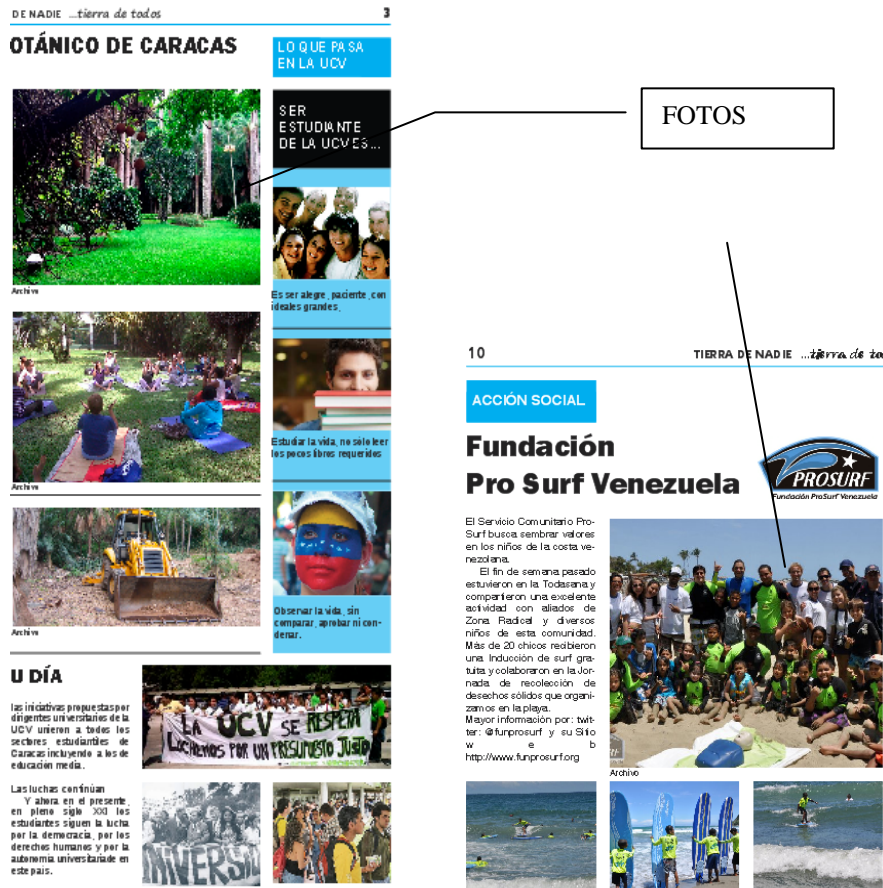 DE NADIE ...tierra de todos
3
OTÁNICO DE CARACAS
Archivo
Archivo
Archivo
LO QUE PASA
EN LA UCV
SER
ESTUDIANTE
DE LA UCV ES...
Es ser alegre, paciente, con
ideales grandes,
Estudiar la vida, no sólo leer
los pocos libros requeridos
Observar la vida, sin
comparar, aprobar ni con-
denar.
U DÍA
las iniciativas propuestas por
dirigentes universitarios de la
UCV unieron a todos los
sectores estudiantiles de
Caracas incluyendo a los de
educación media.
Las luchas continúan
Y ahora en el presente,
en pleno siglo XXI los
estudiantes siguen la lucha
por la democracia, por los
derechos humanos y por la
autonomía universitariade en
este país.
LA UCV SE RESPETA
LUCHEMOS POR UN PRESUPUESTO JUSTO
FOTOS
10
TIERRA DE NADIE ...tierra de to
ACCIÓN SOCIAL
Fundación
Pro Surf Venezuela
PROSURF
Fundación ProSurf Venezuela
El Servicio Comunitario Pro-
Surf busca sembrar valores
en los niños de la costa ve-
nezolana.
El fin de semana pasado
estuvieron en la Todasana y
compartieron una excelente
actividad con aliados de
Zona Radical y diversos
niños de esta comunidad.
Más de 20 chicos recibieron
una Inducción de surf gra-
tuita y colaboraron en la Jor-
nada de recolección de
desechos sólidos que organi-
zamos en la playa.
Mayor información por: twit-
ter: @funprosurf y su Sitio
w e b
http://www.funprosurf.org
Archivo